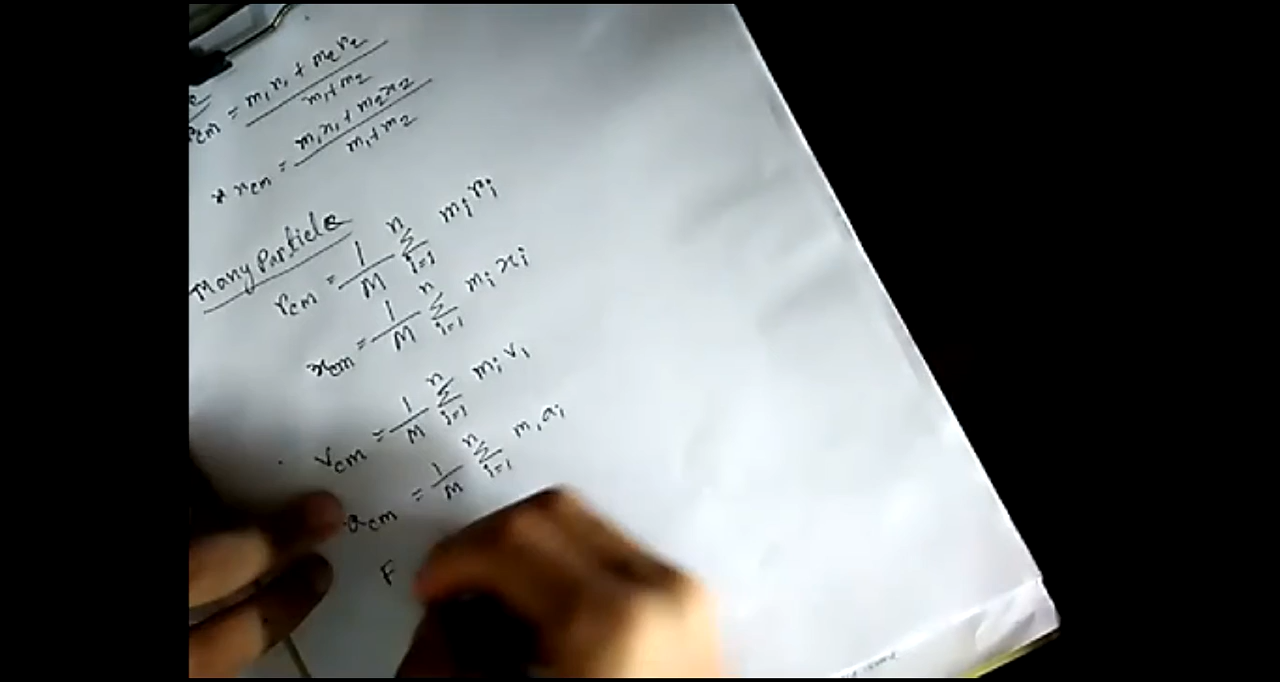 r_cm = m₁r₁ + m₂r₂ / m₁+m₂
* x_cm = m₁x₁ + m₂x₂ / m₁+m₂
Many Particle
r_cm = 1/M Σ_{i=1}^{n} m_i r_i
x_cm = 1/M Σ_{i=1}^{n} m_i x_i
v_cm = 1/M Σ_{i=1}^{n} m_i v_i
a_cm = 1/M Σ_{i=1}^{n} m_i a_i
F